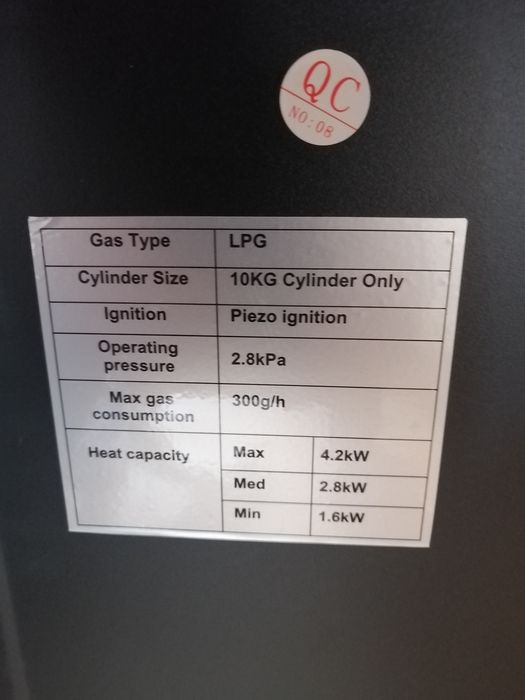 QC
NO:08
Gas Type LPG
Cylinder Size 10KG Cylinder Only
Ignition Piezo ignition
Operating
pressure 2.8kPa
Max gas
consumption 300g/h
Heat capacity Max 4.2kW
Med 2.8kW
Min 1.6kW